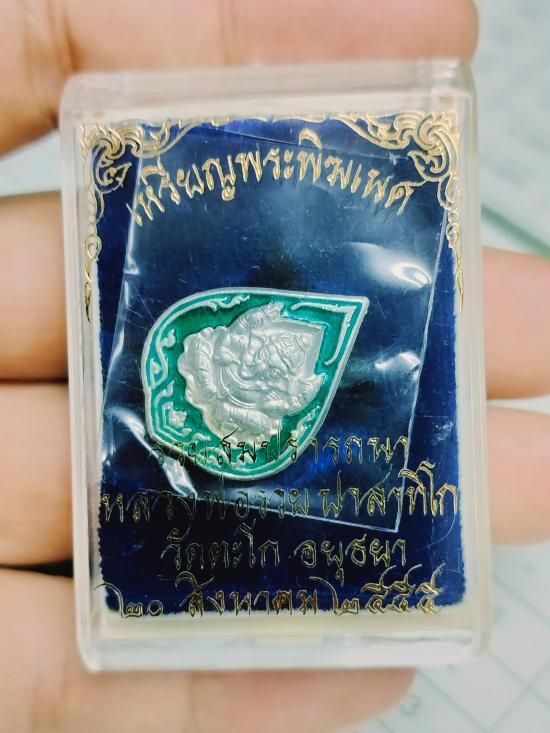 เหรียญพระพิฆเนศ
รวย สมปรารถนา
หลวงพ่อรวย ปาสาทิโก
วัดตะโก อยุธยา
๒๐ สิงหาคม ๒๕๕๕